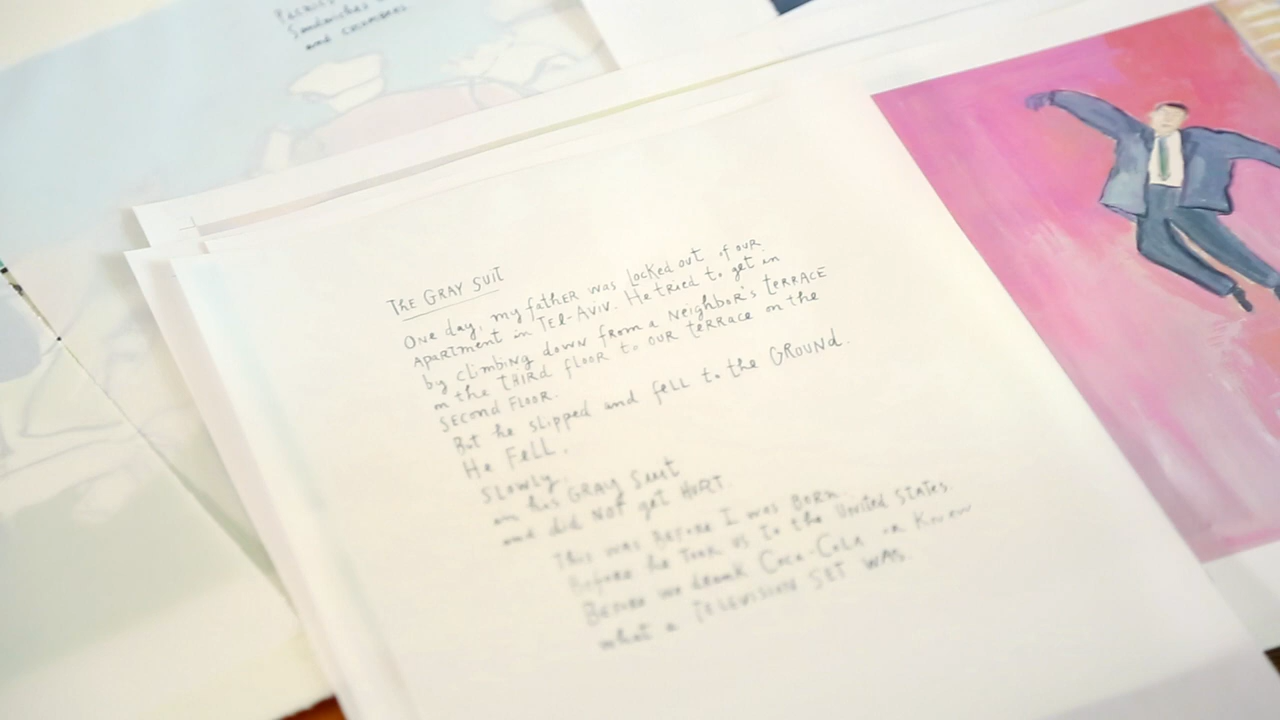 Sandwiches
and cucumbers
The GRAY SUIT
One day, my father was locked out of our
apartment in Tel-Aviv. He tried to get in
by climbing down from a Neighbor's terrace
on the third floor to our terrace on the
second floor.
But he slipped and fell to the GROUNd.
He Fell.
Slowly.
in his GRAY Suit
and did NOT get HURT.
This was Before I was Born.
Before he Took us to the United States.
Before we drank Coca-Cola or Knew
what a Television SET WAS.